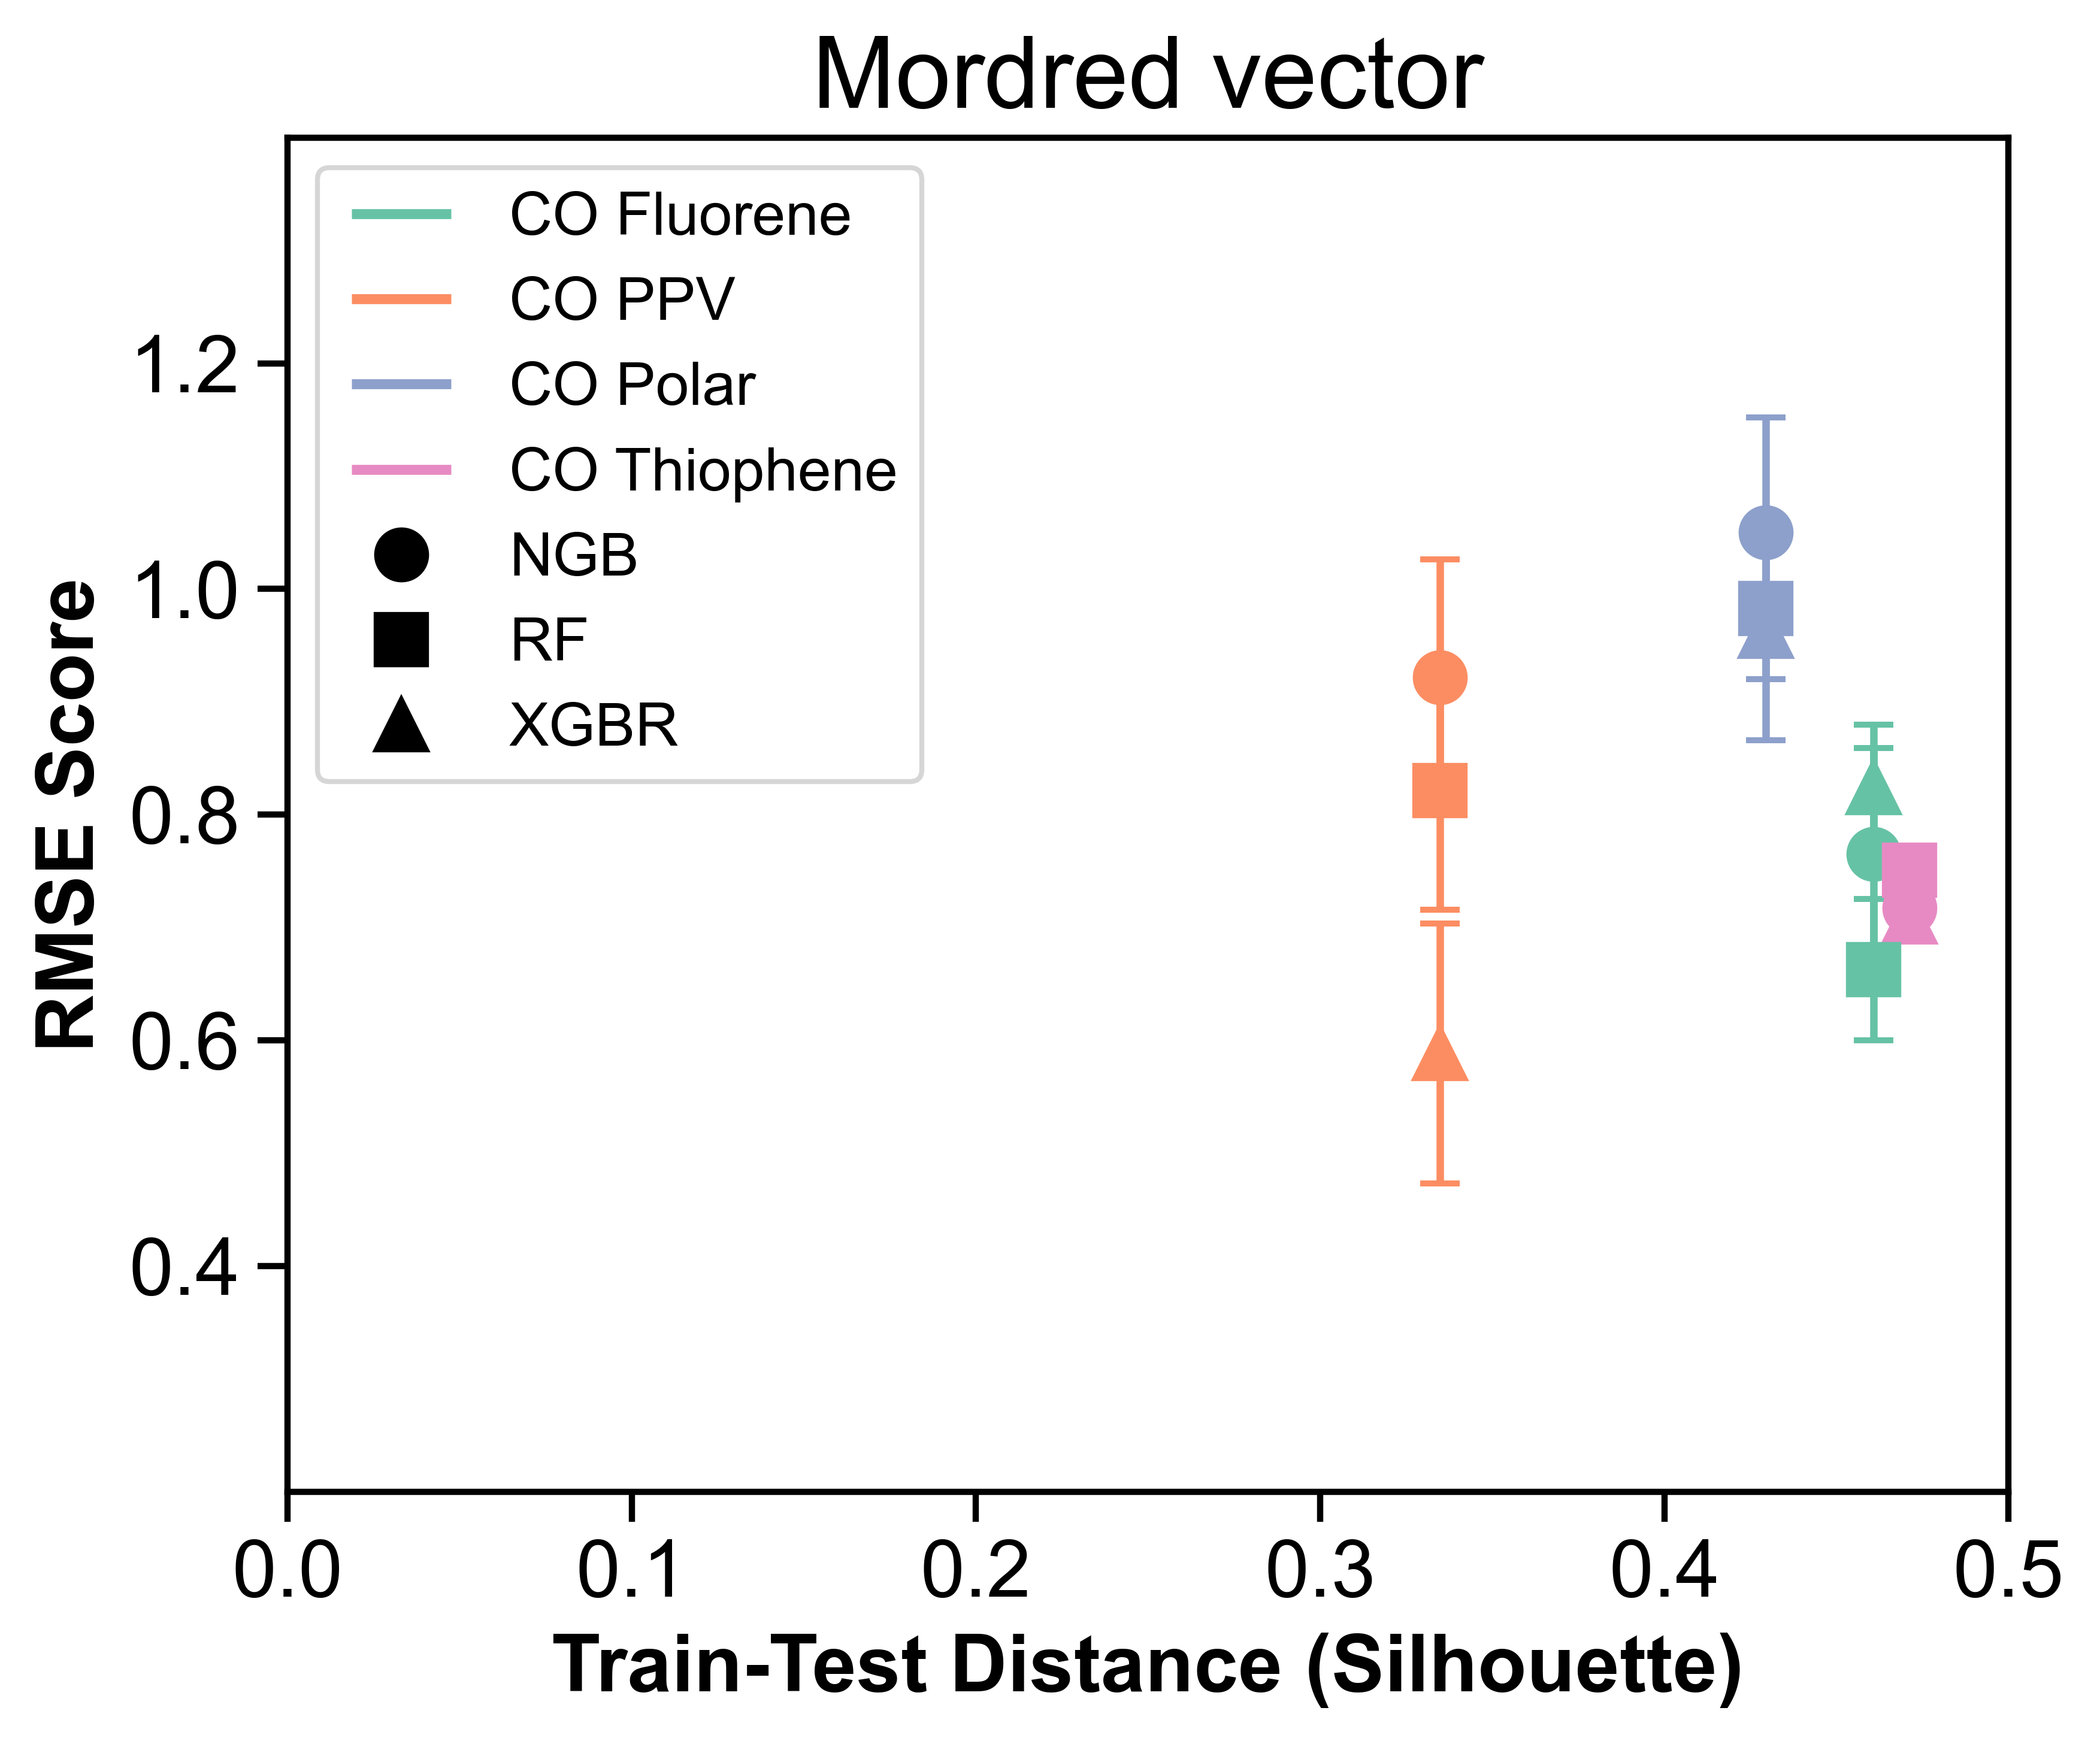 Mordred vector
CO Fluorene
CO PPV
CO Polar
CO Thiophene
NGB
RF
XGBR
RMSE Score
1.2
1.0
0.8
0.6
0.4
0.0 0.1 0.2 0.3 0.4 0.5
Train-Test Distance (Silhouette)